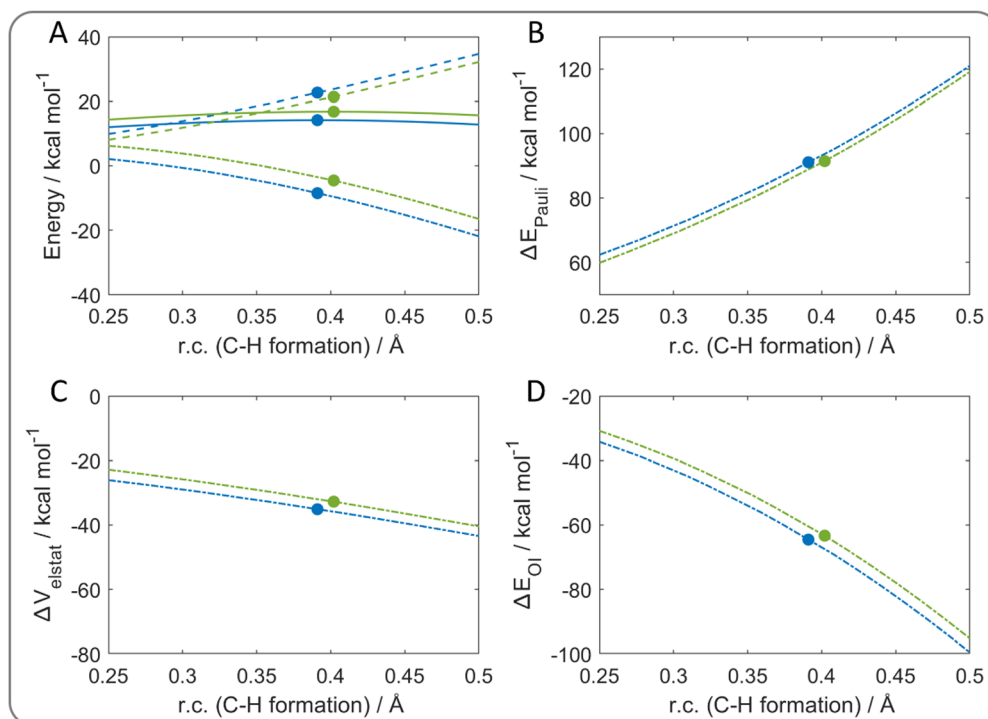 A
Energy / kcal mol⁻¹
40
20
0
-20
-40
0.25 0.3 0.35 0.4 0.45 0.5
r.c. (C-H formation) / Å
B
ΔE_Pauli / kcal mol⁻¹
120
100
80
60
0.25 0.3 0.35 0.4 0.45 0.5
r.c. (C-H formation) / Å
C
ΔV_elstat / kcal mol⁻¹
0
-20
-40
-60
-80
0.25 0.3 0.35 0.4 0.45 0.5
r.c. (C-H formation) / Å
D
ΔE_OI / kcal mol⁻¹
-20
-40
-60
-80
-100
0.25 0.3 0.35 0.4 0.45 0.5
r.c. (C-H formation) / Å